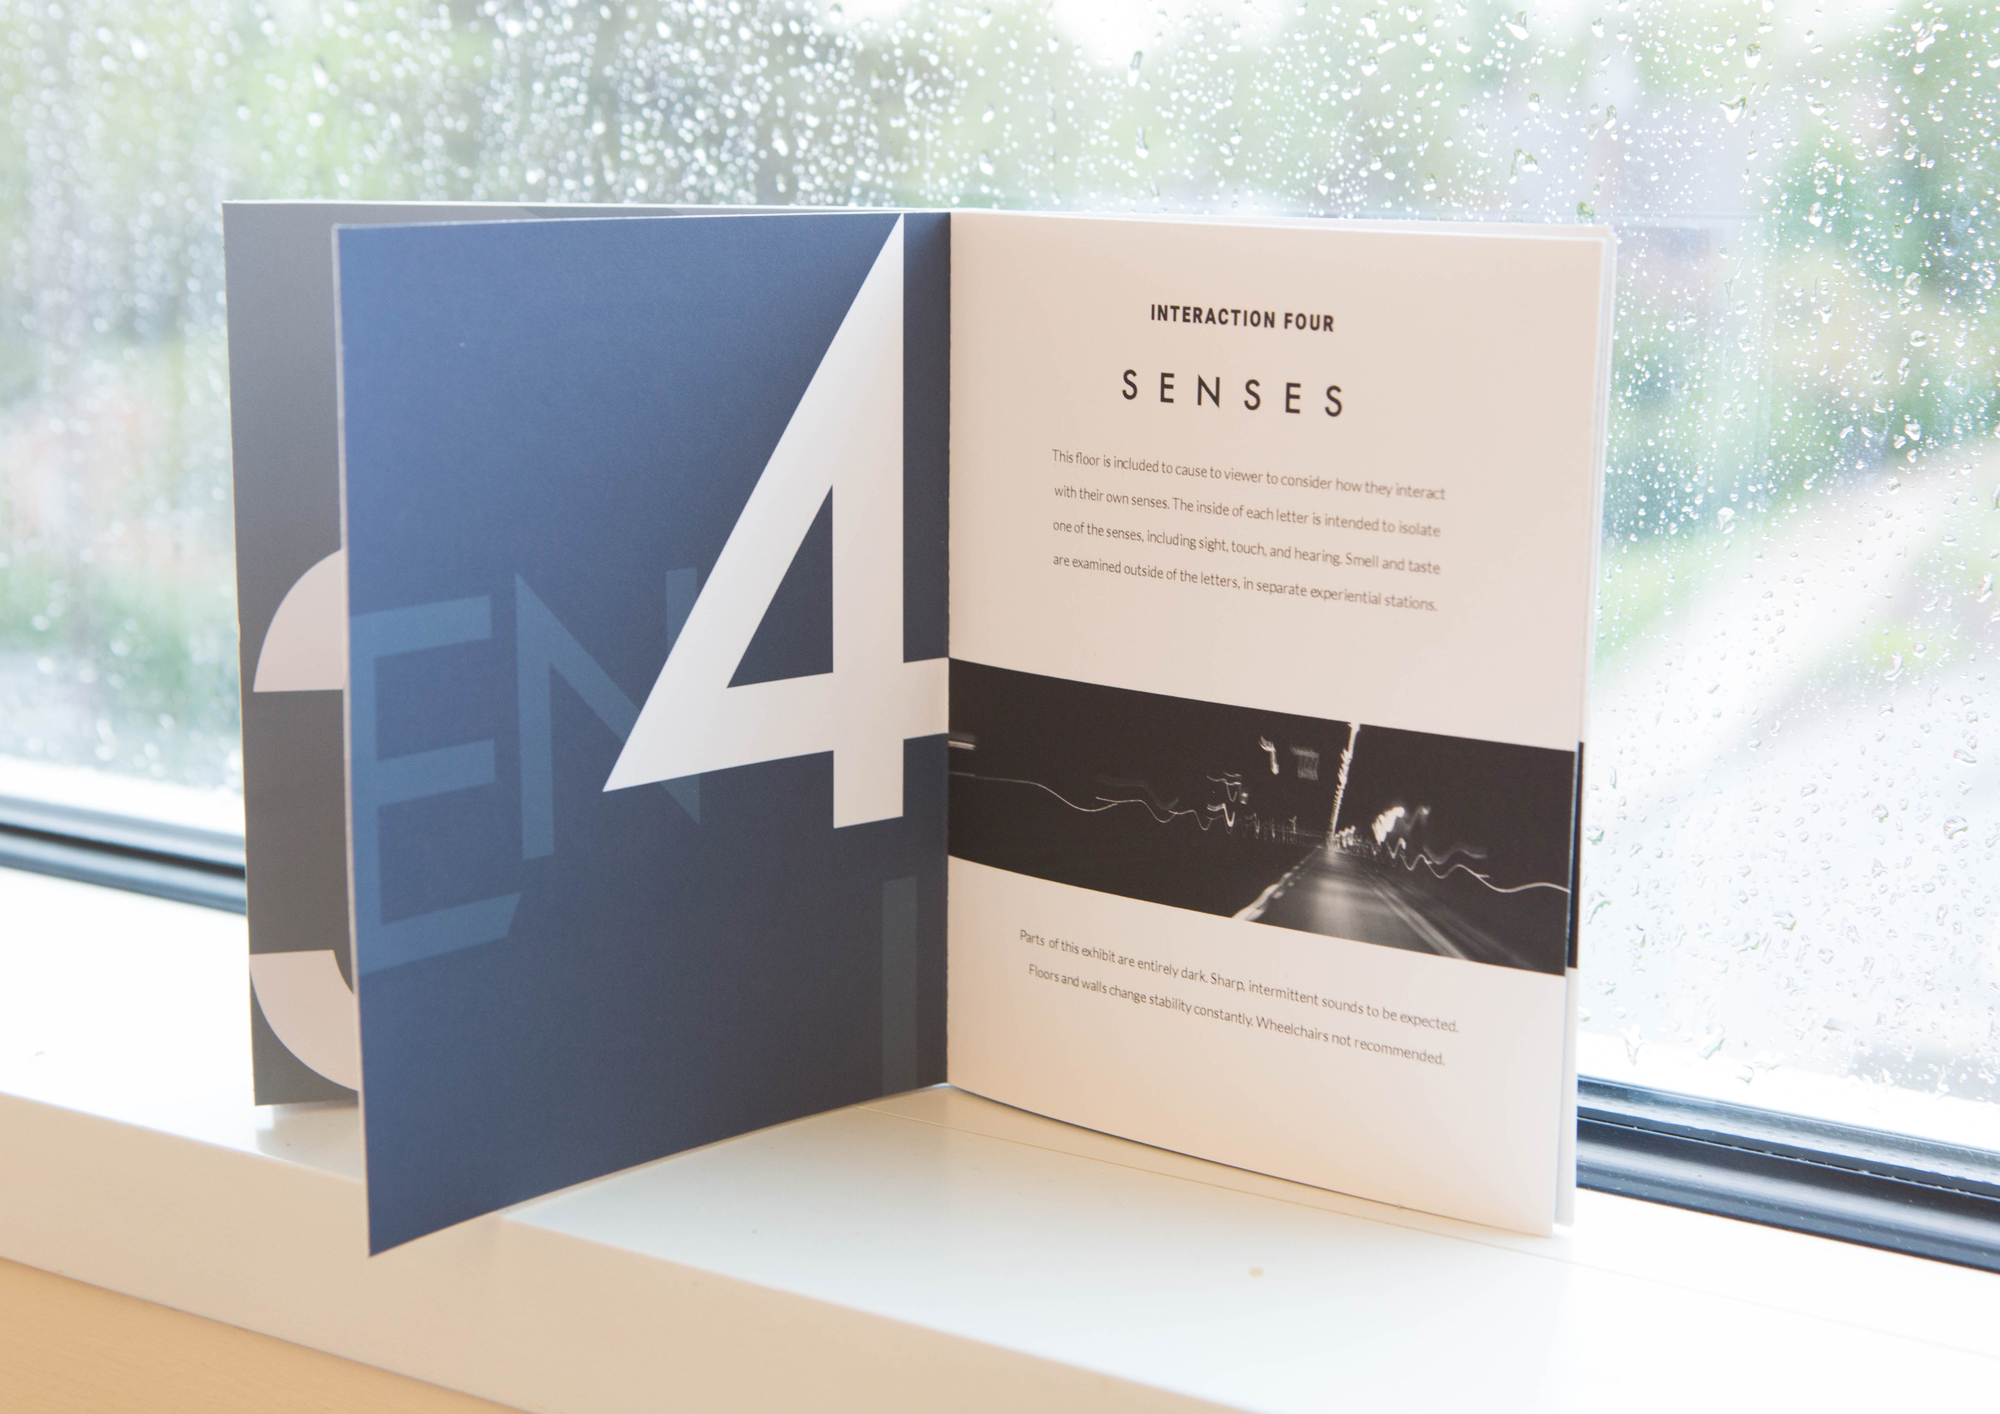 EN
4
INTERACTION FOUR
SENSES
This floor is included to cause to viewer to consider how they interact
with their own senses. The inside of each letter is intended to isolate
one of the senses, including sight, touch, and hearing. Smell and taste
are examined outside of the letters, in separate experiential stations.
Parts of this exhibit are entirely dark. Sharp, intermittent sounds to be expected.
Floors and walls change stability constantly. Wheelchairs not recommended.